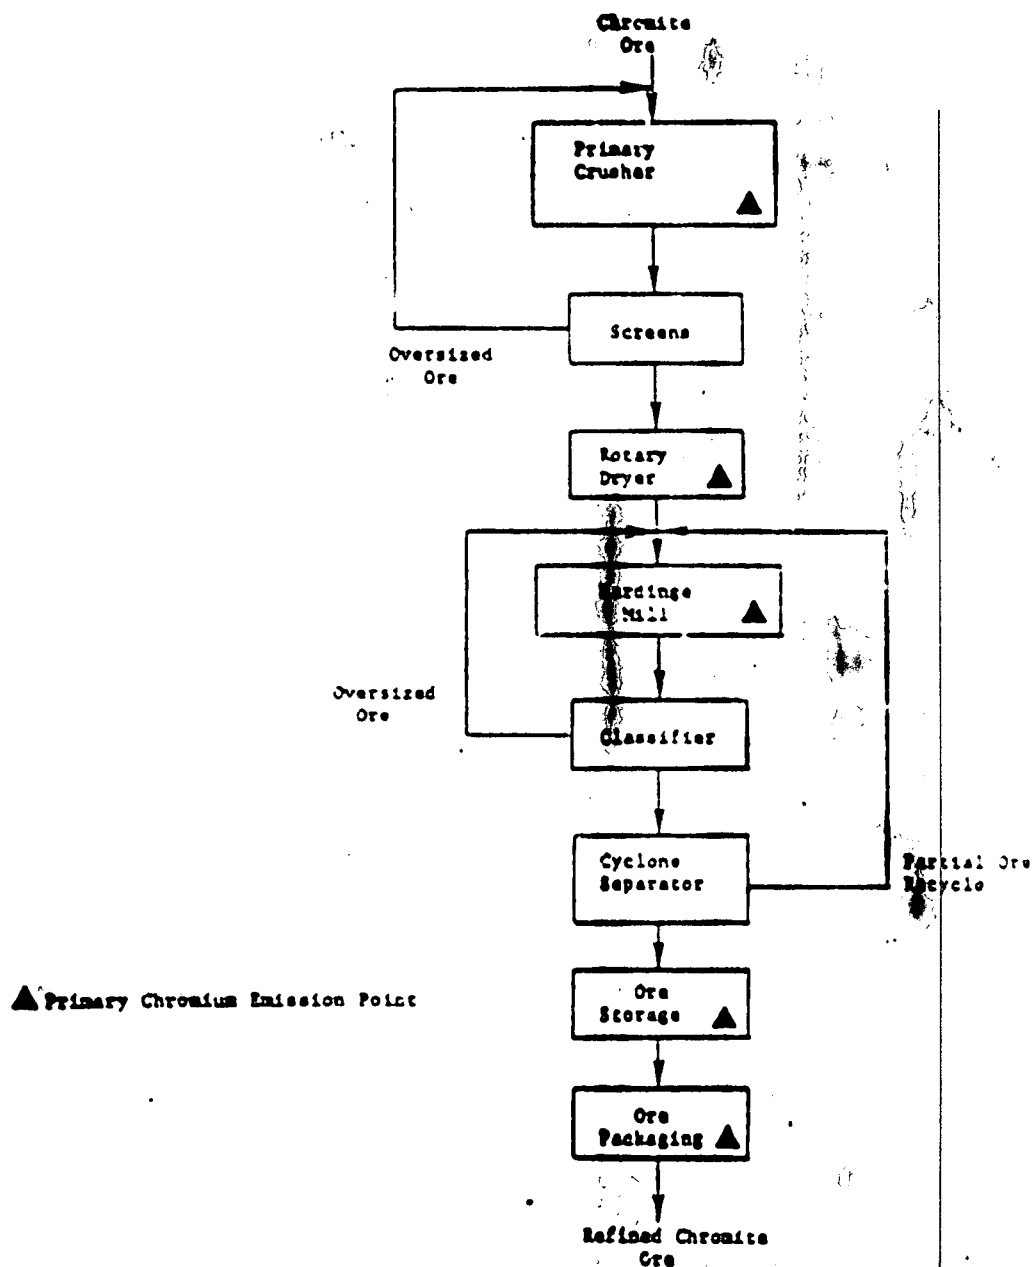 Chromite
Ore
Primary
Crusher
Screens
Oversized
Ore
Rotary
Dryer
Hardinge
Mill
Oversized
Ore
Classifier
Cyclone
Separator
Partial Ore
Recycle
Ore
Storage
Primary Chromium Emission Point
Ore
Packaging
Refined Chromite
Ore